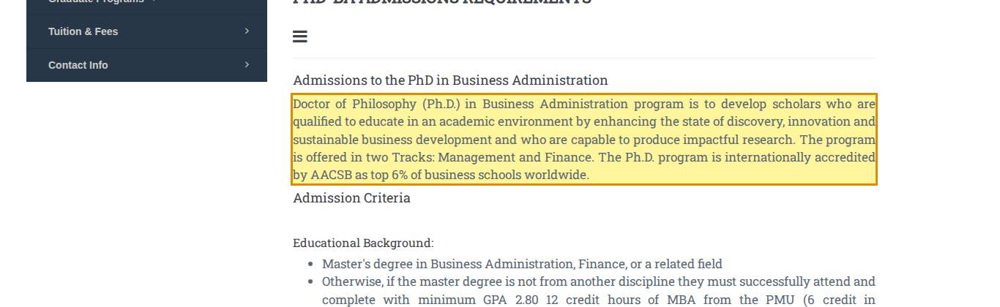 Graduate Programs
PHD-BA ADMISSIONS REQUIREMENTS
Tuition & Fees
Contact Info
Admissions to the PhD in Business Administration
Doctor of Philosophy (Ph.D.) in Business Administration program is to develop scholars who are
qualified to educate in an academic environment by enhancing the state of discovery, innovation and
sustainable business development and who are capable to produce impactful research. The program
is offered in two Tracks: Management and Finance. The Ph.D. program is internationally accredited
by AACSB as top 6% of business schools worldwide.
Admission Criteria
Educational Background:
Master's degree in Business Administration, Finance, or a related field
Otherwise, if the master degree is not from another discipline they must successfully attend and
complete with minimum GPA 2.80 12 credit hours of MBA from the PMU (6 credit in